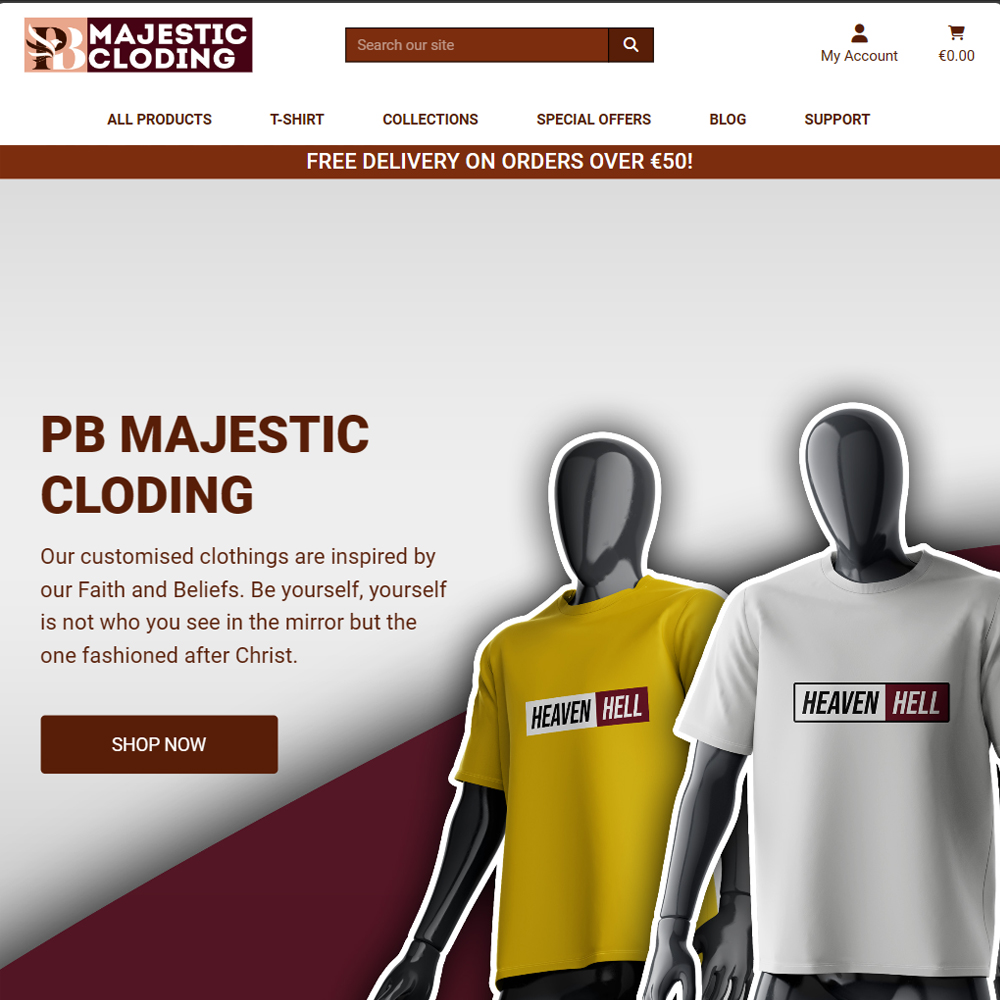 PB MAJESTIC
CLODING
Search our site
My Account
€0.00
ALL PRODUCTS
T-SHIRT
COLLECTIONS
SPECIAL OFFERS
BLOG
SUPPORT
FREE DELIVERY ON ORDERS OVER €50!
PB MAJESTIC
CLODING
Our customised clothings are inspired by
our Faith and Beliefs. Be yourself, yourself
is not who you see in the mirror but the
one fashioned after Christ.
SHOP NOW
HEAVEN HELL
HEAVEN HELL